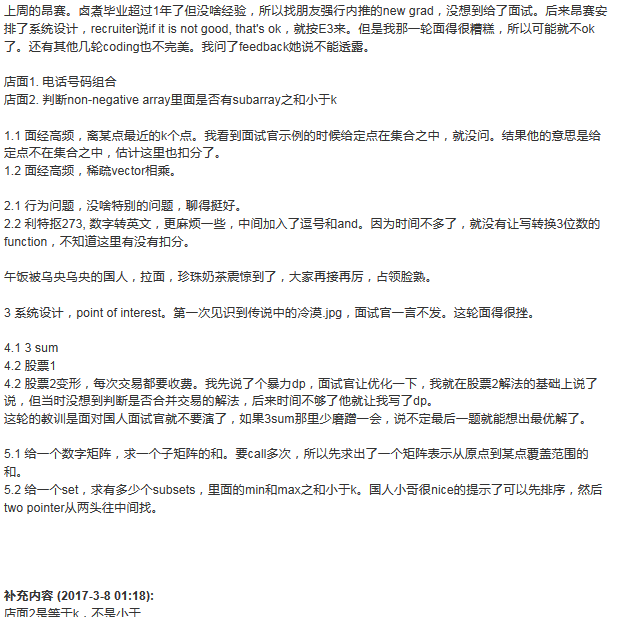 上周的昂赛。卤煮毕业超过1年了但没啥经验，所以找朋友强行内推的new grad，没想到给了面试。后来昂赛安
排了系统设计，recruiter说if it is not good, that's ok，就按E3来。但是我那一轮面得很糟糕，所以可能就不ok
了。还有其他几轮coding也不完美。我问了feedback她说不能透露。
店面1. 电话号码组合
店面2. 判断non-negative array里面是否有subarray之和小于k
1.1 面经高频，离某点最近的k个点。我看到面试官示例的时候给定点在集合之中，就没问。结果他的意思是给
定点不在集合之中，估计这里也扣分了。
1.2 面经高频，稀疏vector相乘。
2.1 行为问题，没啥特别的问题，聊得挺好。
2.2 利特抠273, 数字转英文，更麻烦一些，中间加入了逗号和and。因为时间不多了，就没有让写转换3位数的
function，不知道这里有没有扣分。
午饭被乌央乌央的国人，拉面，珍珠奶茶震惊到了，大家再接再厉，占领脸熟。
3 系统设计，point of interest。第一次见识到传说中的冷漠.jpg，面试官一言不发。这轮面得很挫。
4.1 3 sum
4.2 股票1
4.2 股票2变形，每次交易都要收费。我先说了个暴力dp，面试官让优化一下，我就在股票2解法的基础上说了
说，但当时没想到判断是否合并交易的解法，后来时间不够了他就让我写了dp。
这轮的教训是面对国人面试官就不要演了，如果3sum那里少磨蹭一会，说不定最后一题就能想出最优解了。
5.1 给一个数字矩阵，求一个子矩阵的和。要call多次，所以先求出了一个矩阵表示从原点到某点覆盖范围的
和。
5.2 给一个set，求有多少个subsets，里面的min和max之和小于k。国人小哥很nice的提示了可以先排序，然后
two pointer从两头往中间找。
补充内容 (2017-3-8 01:18):
店面2是等于k，不是小于